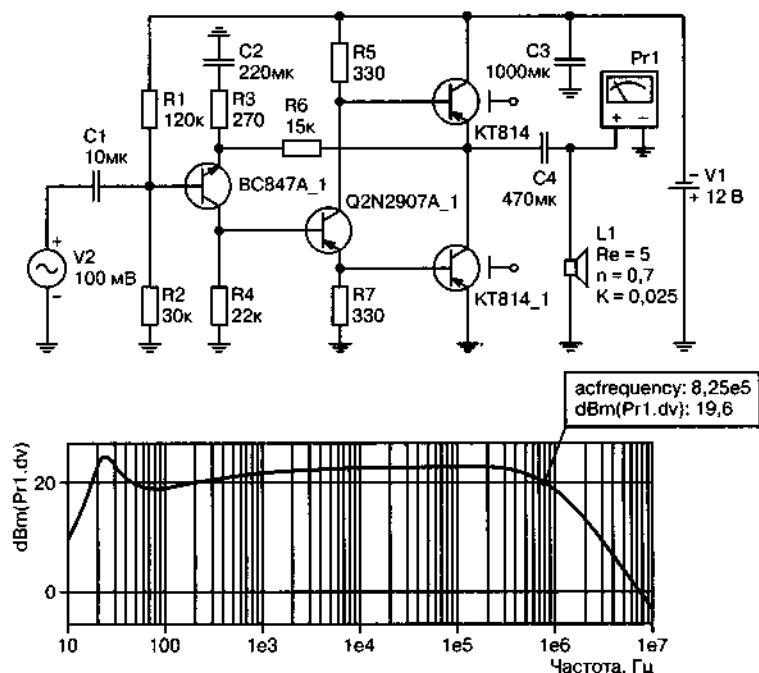 C2
220мк
R5
330
C3
1000мк
Pr1
R1
120к
R3
270
R6
15к
C1
10мк
КТ814
+ −
BC847A_1
Q2N2907A_1
C4
470мк
−
V1
+
12 В
+
V2
100 мВ
−
R2
30к
R4
22к
R7
330
КТ814_1
L1
Re = 5
n = 0,7
K = 0,025
acfrequency: 8,25e5
dBm(Pr1.dv): 19,6
dBm(Pr1.dv)
20
0
10 100 1e3 1e4 1e5 1e6 1e7
Частота, Гц